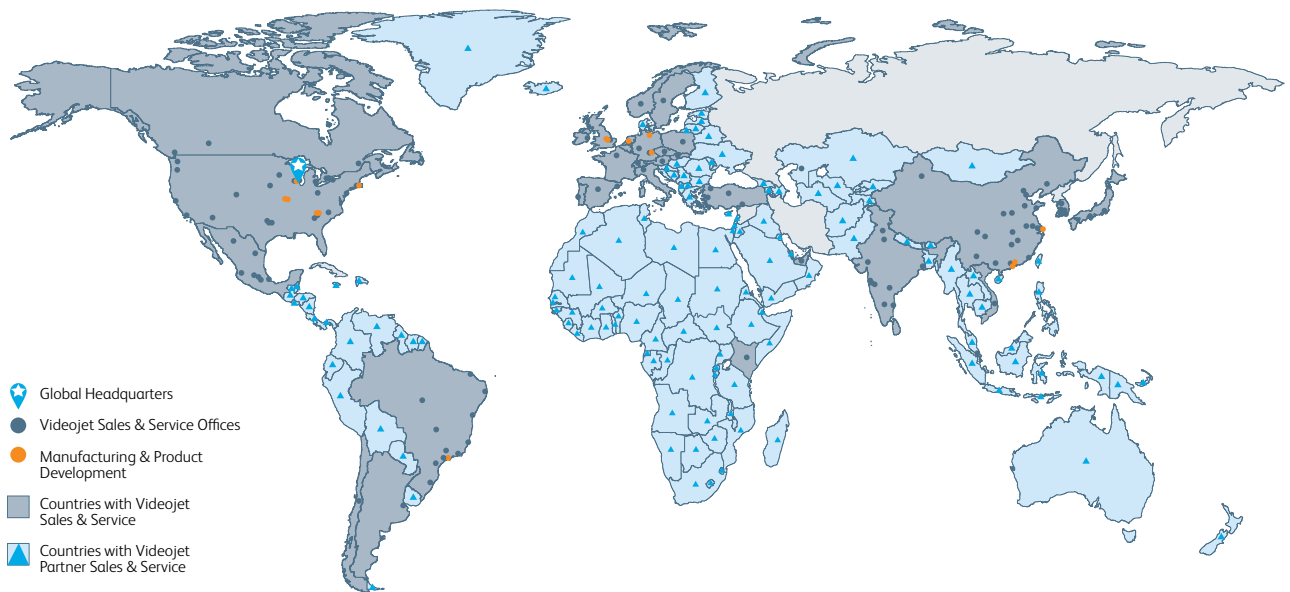 Global Headquarters
Videojet Sales & Service Offices
Manufacturing & Product
Development
Countries with Videojet
Sales & Service
Countries with Videojet
Partner Sales & Service